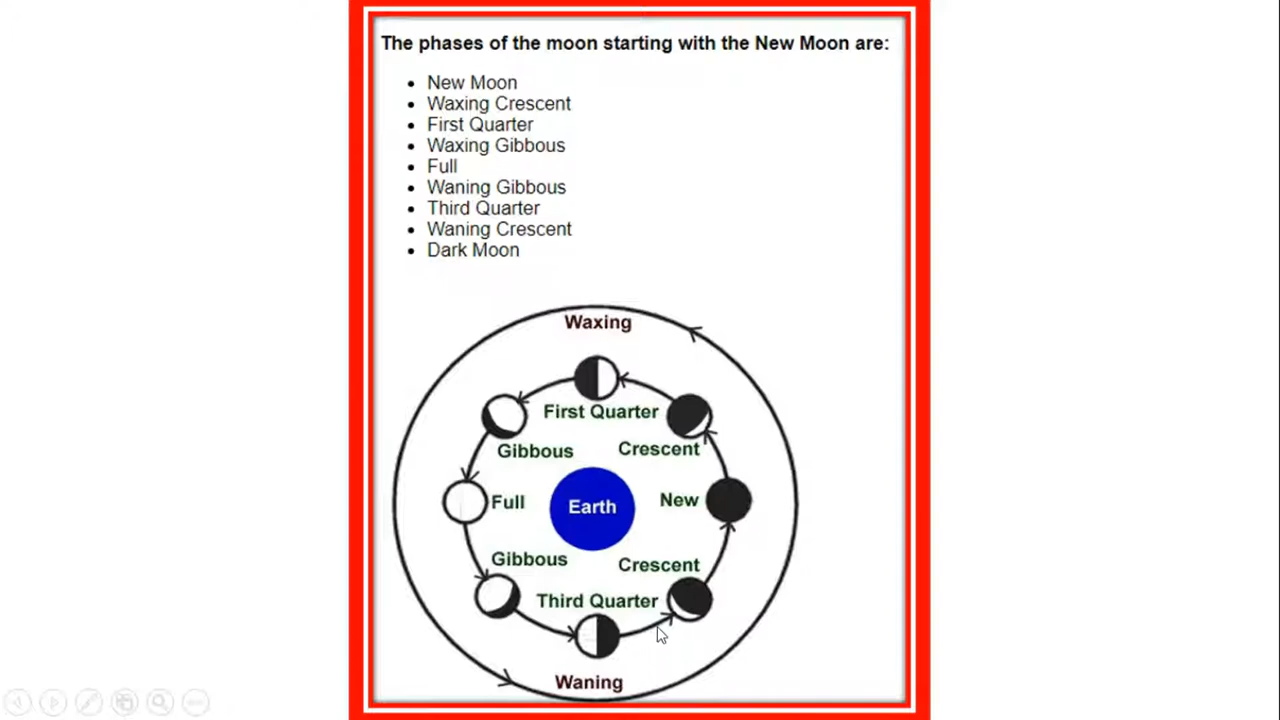 The phases of the moon starting with the New Moon are:
New Moon
Waxing Crescent
First Quarter
Waxing Gibbous
Full
Waning Gibbous
Third Quarter
Waning Crescent
Dark Moon
Waxing
First Quarter
Gibbous
Crescent
Full
Earth
New
Gibbous
Crescent
Third Quarter
Waning